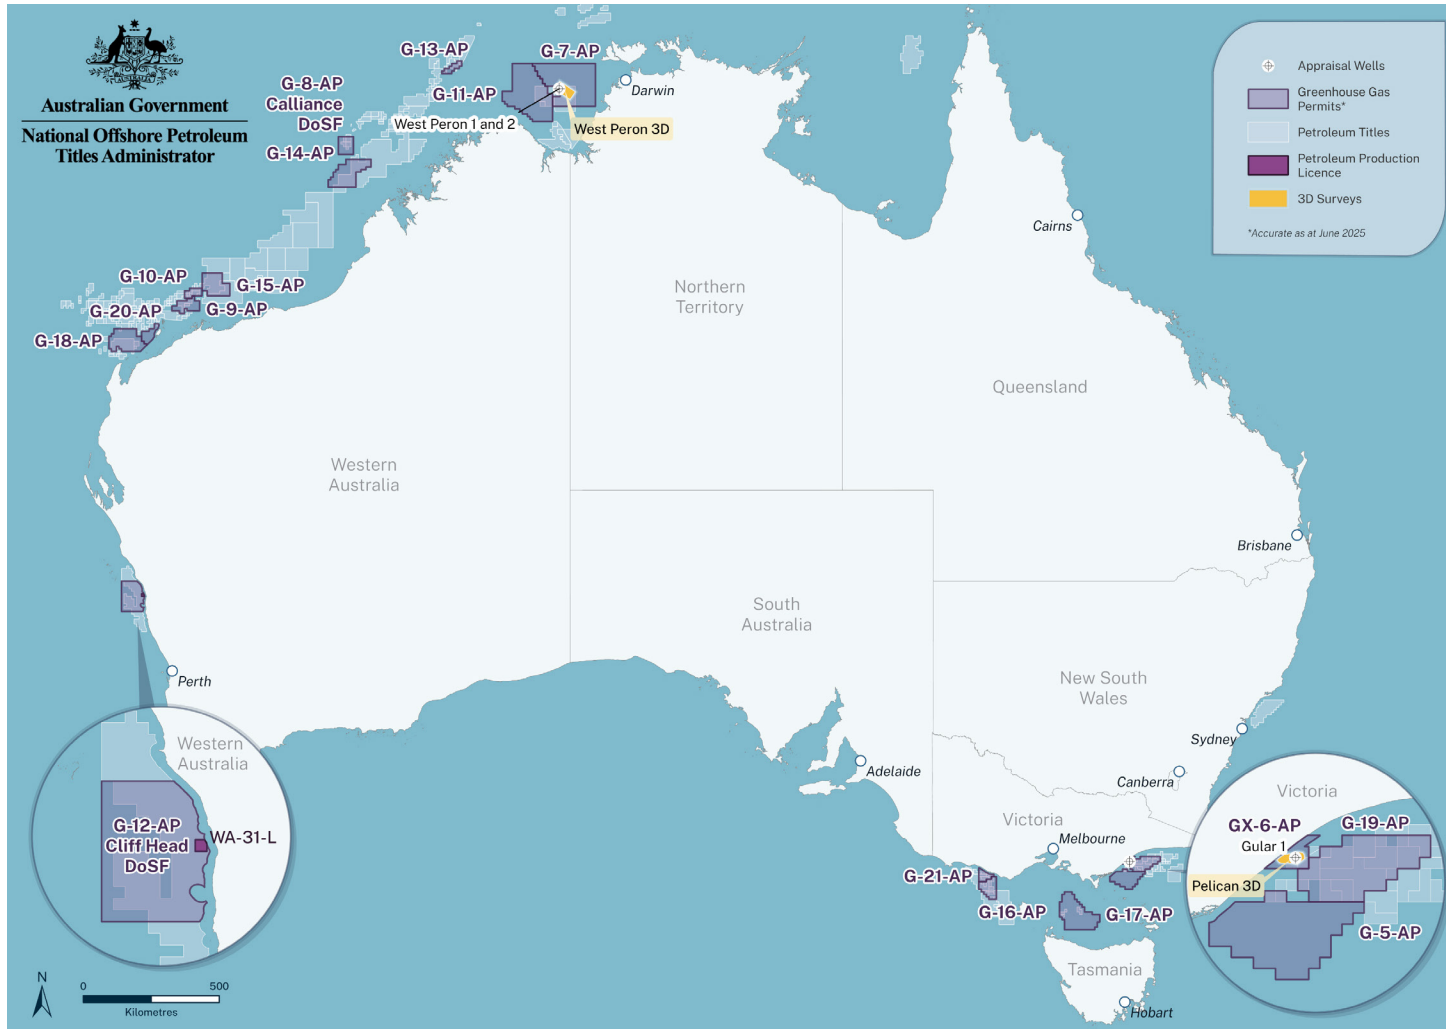 Australian Government
National Offshore Petroleum
Titles Administrator
G-13-AP
G-7-AP
G-8-AP
Calliance
DoSF
G-11-AP
Darwin
West Peron 1 and 2
West Peron 3D
G-14-AP
Appraisal Wells
Greenhouse Gas
Permits*
Petroleum Titles
Petroleum Production
Licence
3D Surveys
*Accurate as at June 2025
Cairns
G-10-AP
G-15-AP
G-20-AP
G-9-AP
G-18-AP
Northern
Territory
Queensland
Western
Australia
Brisbane
South
Australia
Perth
New South
Wales
Sydney
Adelaide
Canberra
Victoria
Melbourne
G-21-AP
G-16-AP
G-17-AP
Tasmania
Hobart
Western
Australia
G-12-AP
Cliff Head
DoSF
WA-31-L
Victoria
GX-6-AP
G-19-AP
Gular 1
Pelican 3D
G-5-AP
N
0
500
Kilometres